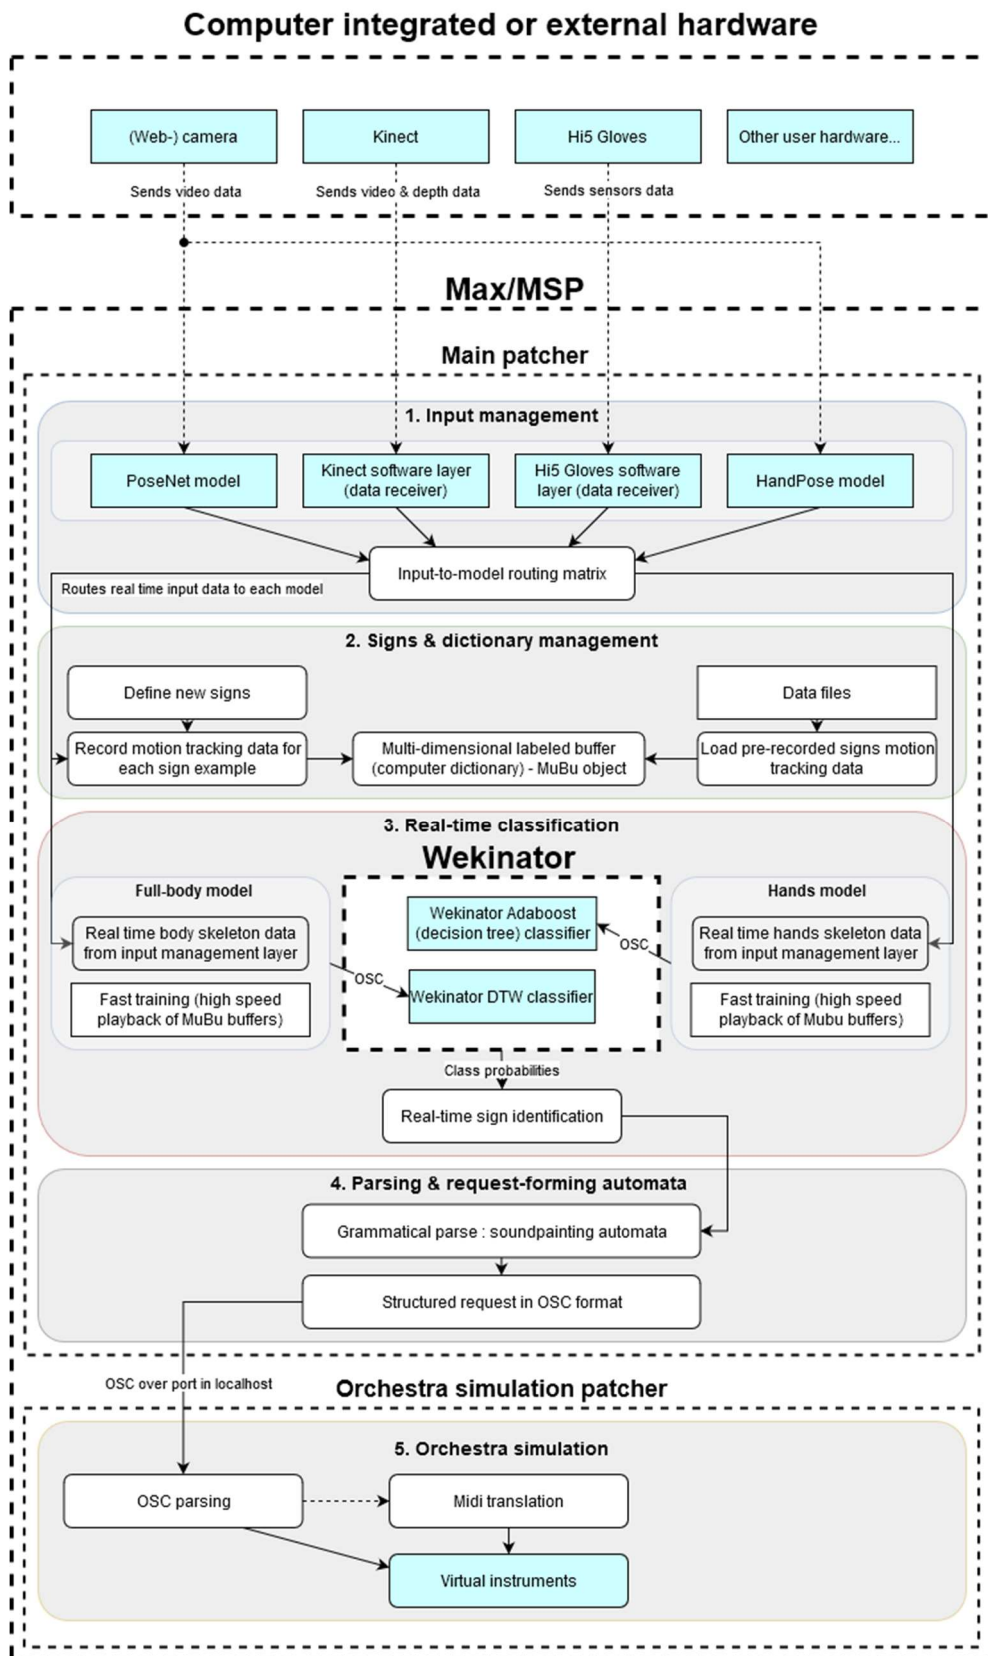 Computer integrated or external hardware
(Web-) camera
Kinect
Hi5 Gloves
Other user hardware...
Sends video data
Sends video & depth data
Sends sensors data
Max/MSP
Main patcher
1. Input management
PoseNet model
Kinect software layer
(data receiver)
Hi5 Gloves software
layer (data receiver)
HandPose model
Input-to-model routing matrix
Routes real time input data to each model
2. Signs & dictionary management
Define new signs
Data files
Record motion tracking data for
each sign example
Multi-dimensional labeled buffer
(computer dictionary) - MuBu object
Load pre-recorded signs motion
tracking data
3. Real-time classification
Wekinator
Full-body model
Real time body skeleton data
from input management layer
Fast training (high speed
playback of MuBu buffers)
OSC
Wekinator Adaboost
(decision tree) classifier
Wekinator DTW classifier
OSC
Hands model
Real time hands skeleton data
from input management layer
Fast training (high speed
playback of Mubu buffers)
Class probabilities
Real-time sign identification
4. Parsing & request-forming automata
Grammatical parse : soundpainting automata
Structured request in OSC format
OSC over port in localhost
Orchestra simulation patcher
5. Orchestra simulation
OSC parsing
Midi translation
Virtual instruments